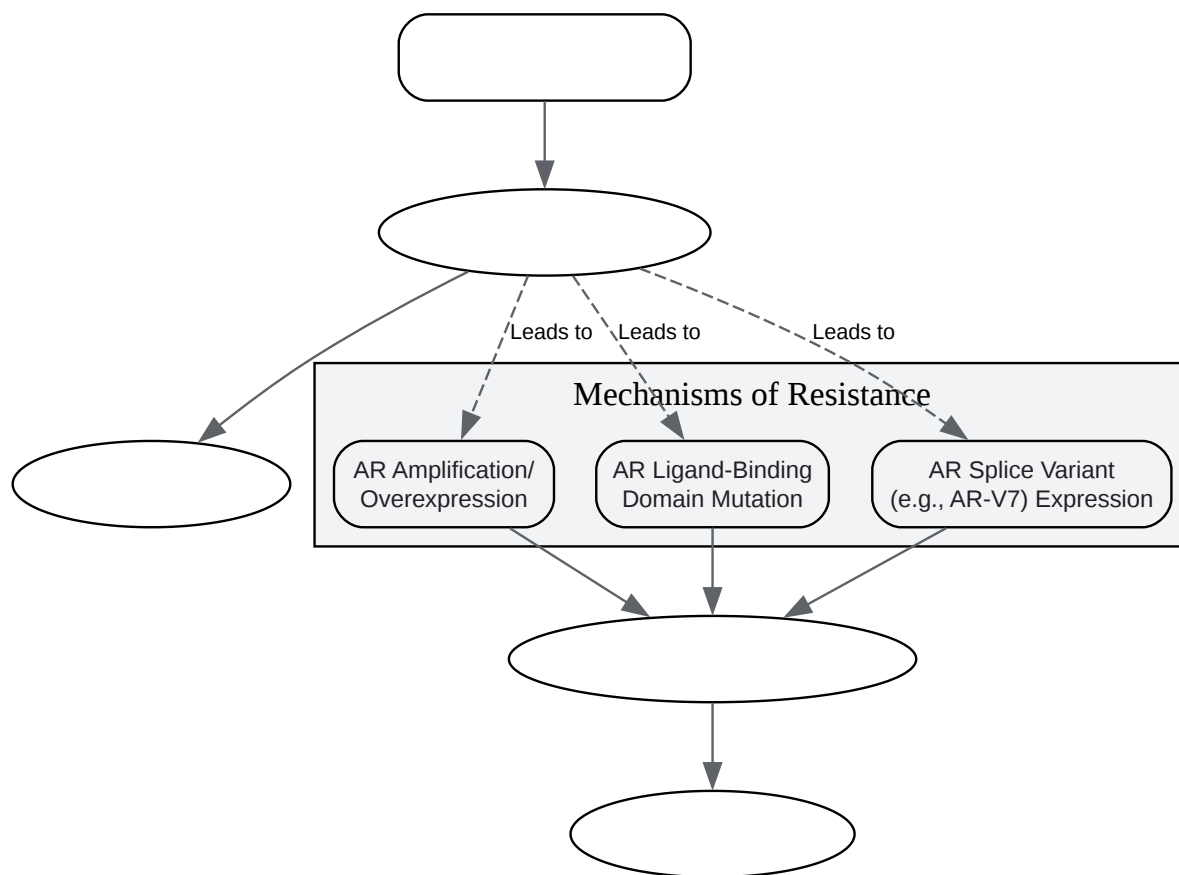 Leads to
Leads to
Leads to
Mechanisms of Resistance
AR Amplification/
Overexpression
AR Ligand-Binding
Domain Mutation
AR Splice Variant
(e.g., AR-V7) Expression